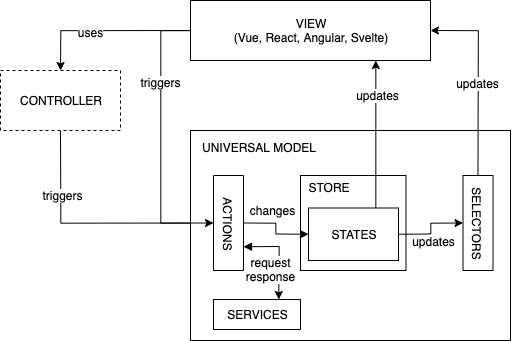 VIEW
(Vue, React, Angular, Svelte)
uses
triggers
updates
updates
CONTROLLER
triggers
UNIVERSAL MODEL
ACTIONS
changes
STORE
STATES
updates
SELECTORS
request
response
SERVICES